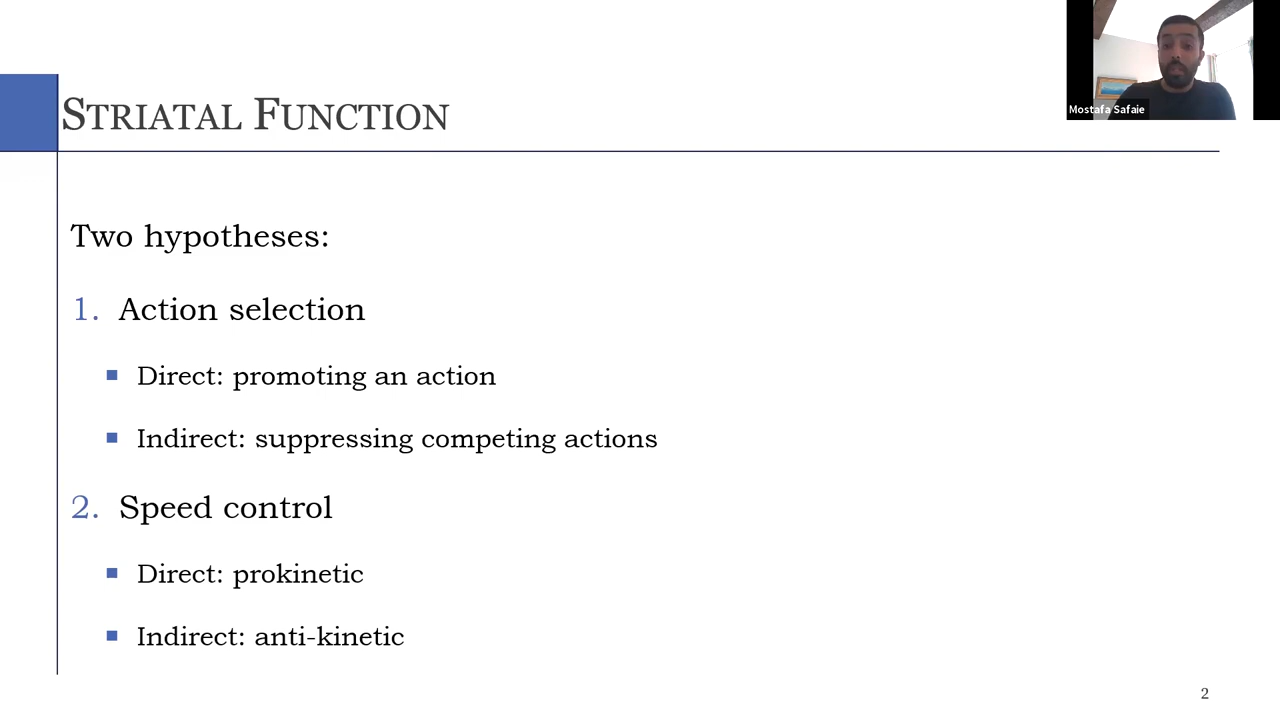 STRIATAL FUNCTION
Mostafa Safaie
Two hypotheses:
1. Action selection
Direct: promoting an action
Indirect: suppressing competing actions
2. Speed control
Direct: prokinetic
Indirect: anti-kinetic
2